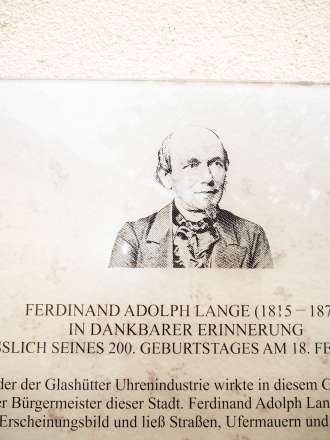 FERDINAND ADOLPH LANGE (1815 – 187
IN DANKBARER ERINNERUNG
SSLICH SEINES 200. GEBURTSTAGES AM 18. FE
der der Glashütter Uhrenindustrie wirkte in diesem G
er Bürgermeister dieser Stadt. Ferdinand Adolph Lan
Erscheinungsbild und ließ Straßen, Ufermauern und